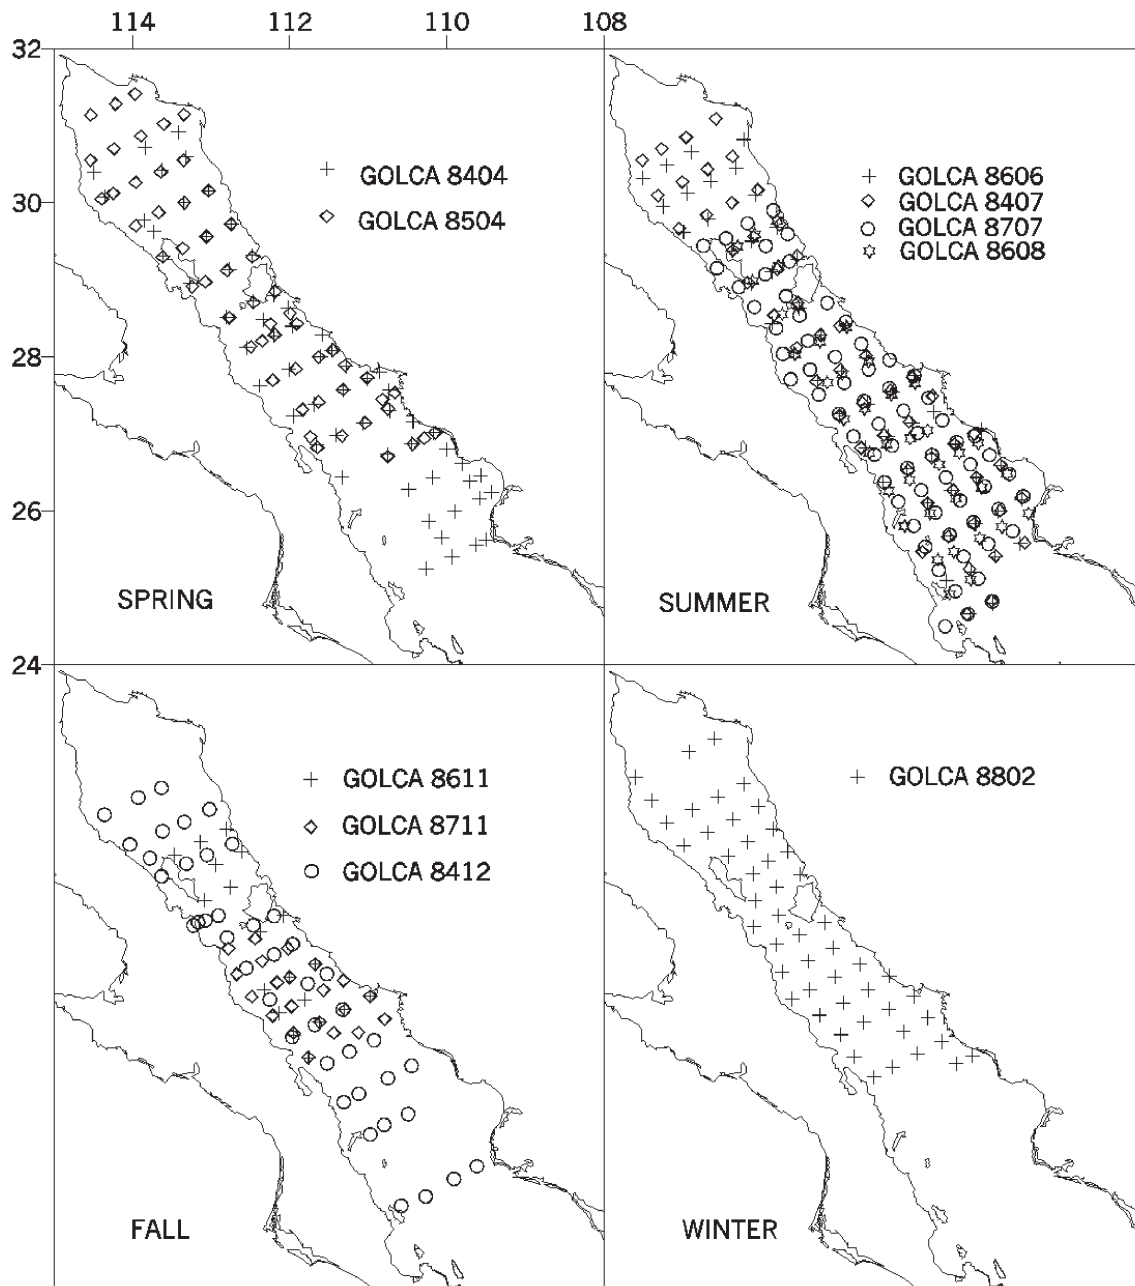 114 112 110 108
32
GOLCA 8404
GOLCA 8504
GOLCA 8606
GOLCA 8407
GOLCA 8707
GOLCA 8608
30
28
26
SPRING
SUMMER
24
GOLCA 8611
GOLCA 8711
GOLCA 8412
GOLCA 8802
FALL
WINTER